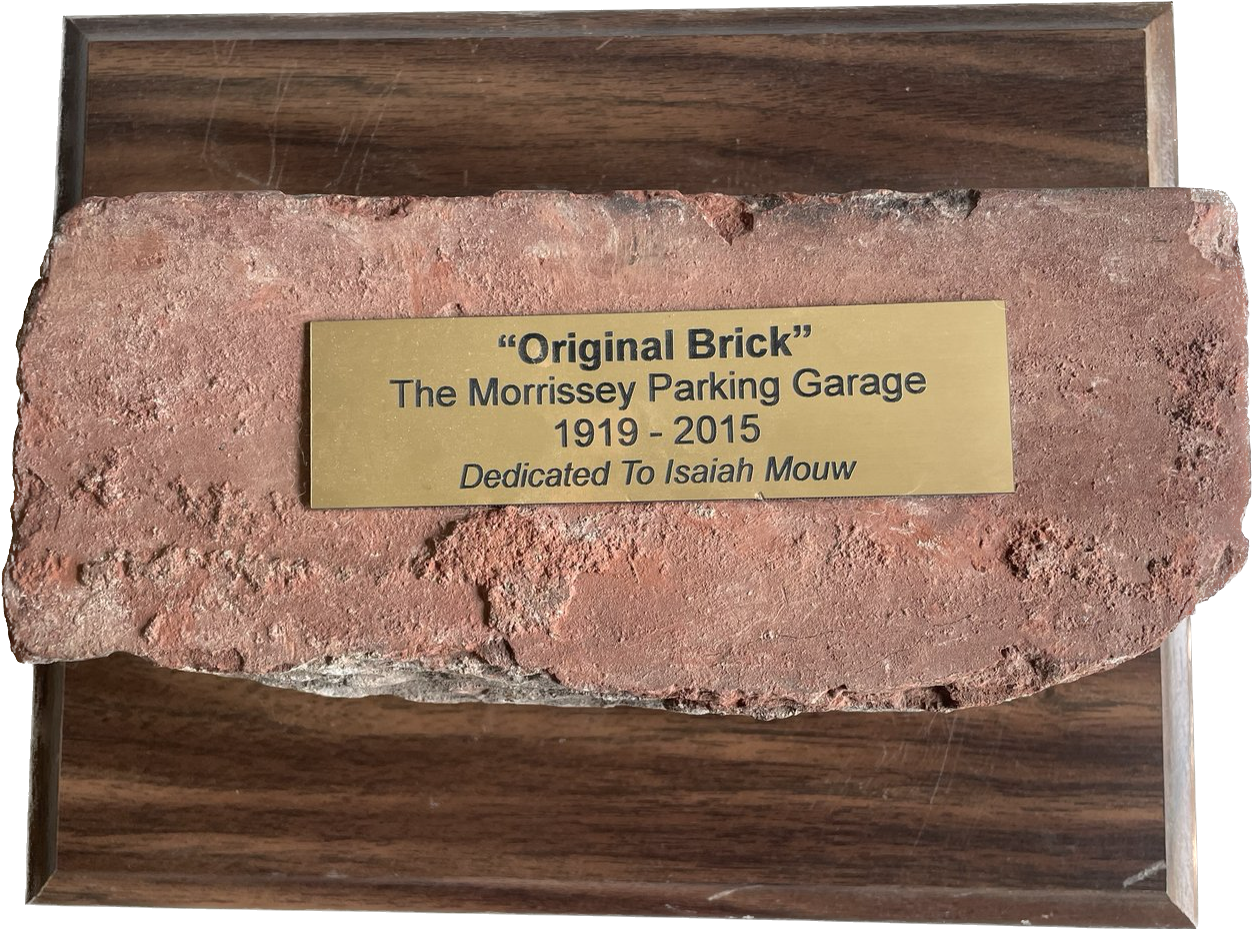 “Original Brick”
The Morrissey Parking Garage
1919 - 2015
Dedicated To Isaiah Mouw